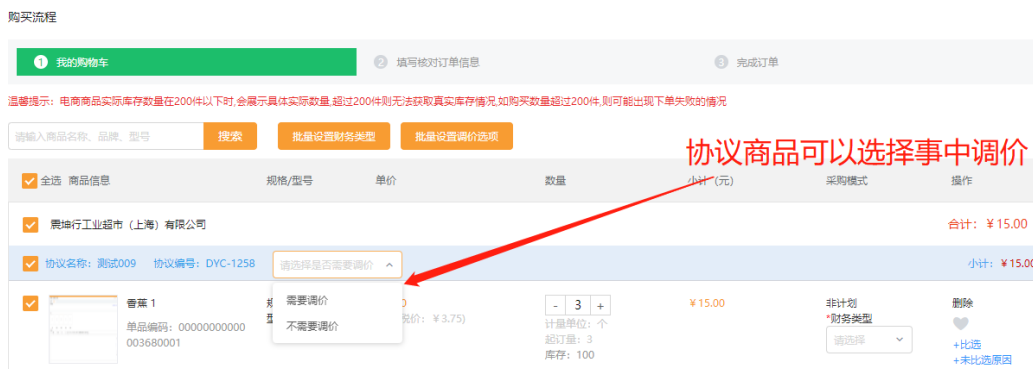 购买流程
1 我的购物车 2 填写核对订单信息 3 完成订单
温馨提示：电商商品实际库存数量在200件以下时,会展示具体实际数量,超过200件则无法获取真实库存情况,如购买数量超过200件,则可能出现下单失败的情况
请输入商品名称、品牌、型号 搜索 批量设置财务类型 批量设置调价选项
协议商品可以选择事中调价
全选 商品信息 规格/型号 单价 数量 小计（元） 采购模式 操作
震坤行工业超市（上海）有限公司 合计：￥15.00
协议名称：测试009 协议编号：DYC-1258 请选择是否需要调价 小计：￥15.00
香蕉 1 - 3 + ￥15.00 非计划 删除
需要调价
单品编码：00000000000
003680001
不需要调价
￥3.75)
计量单位：个
起订量：3
库存：100
*财务类型
请选择
+比选
+未比选原因